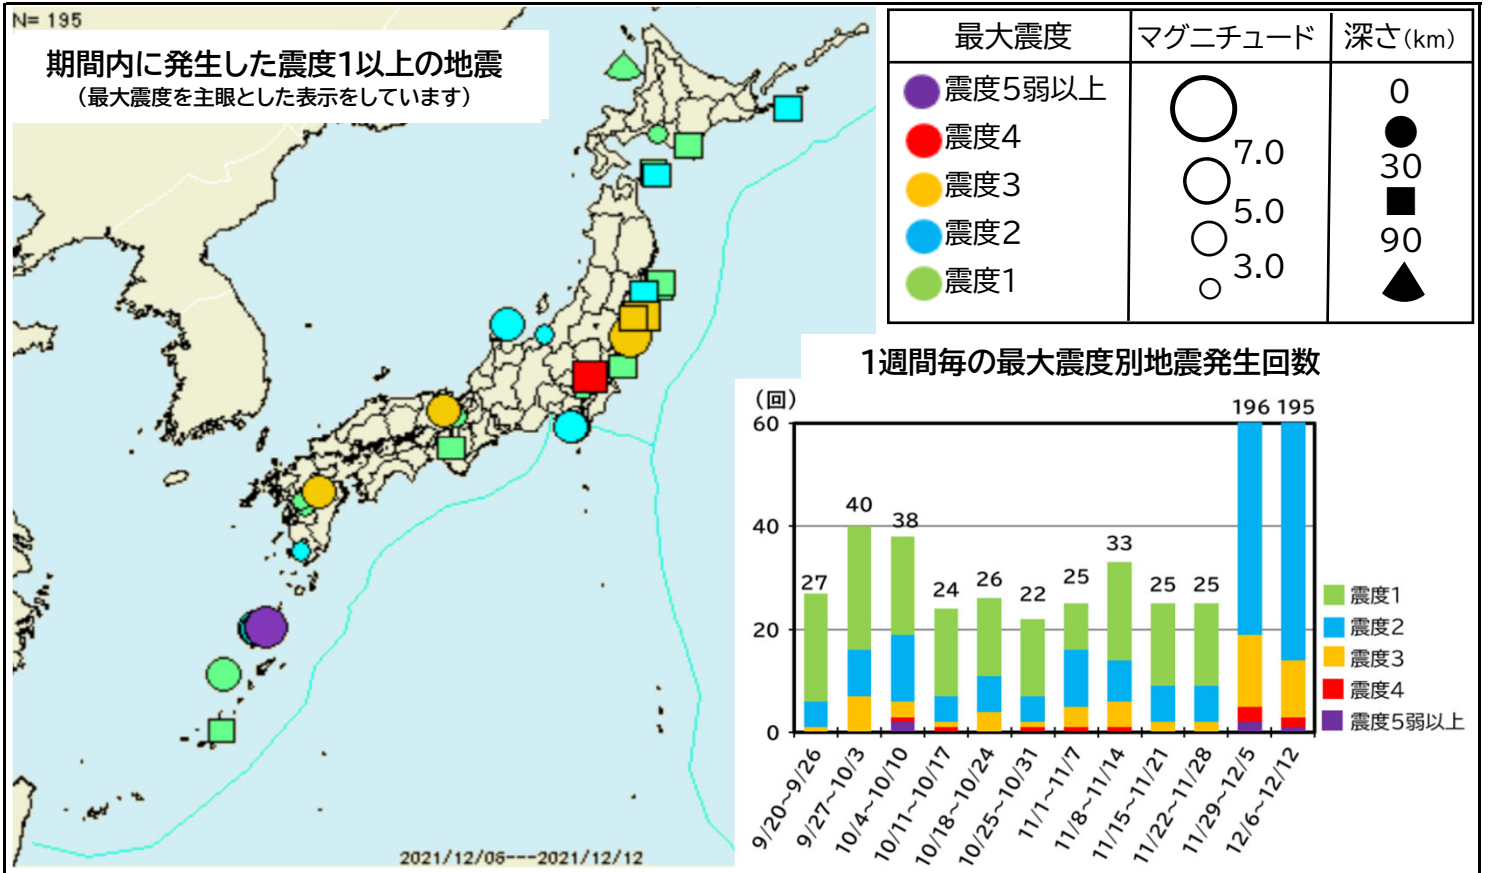 N= 195
期間内に発生した震度1以上の地震
(最大震度を主眼とした表示をしています)
2021/12/06---2021/12/12
最大震度 マグニチュード 深さ(km)
震度5弱以上
震度4
震度3
震度2
震度1
7.0
5.0
3.0
0
30
90
1週間毎の最大震度別地震発生回数
(回)
60
40
20
0
27
40
38
24
26
22
25
33
25
25
196
195
9/20~9/26
9/27~10/3
10/4~10/10
10/11~10/17
10/18~10/24
10/25~10/31
11/1~11/7
11/8~11/14
11/15~11/21
11/22~11/28
11/29~12/5
12/6~12/12
震度1
震度2
震度3
震度4
震度5弱以上